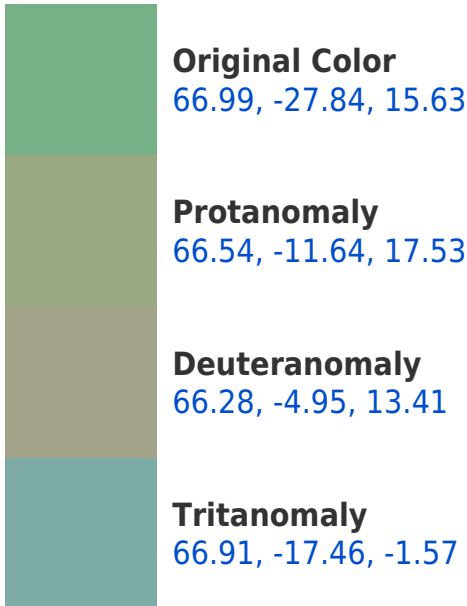 Original Color
66.99, -27.84, 15.63
Protanomaly
66.54, -11.64, 17.53
Deuteranomaly
66.28, -4.95, 13.41
Tritanomaly
66.91, -17.46, -1.57